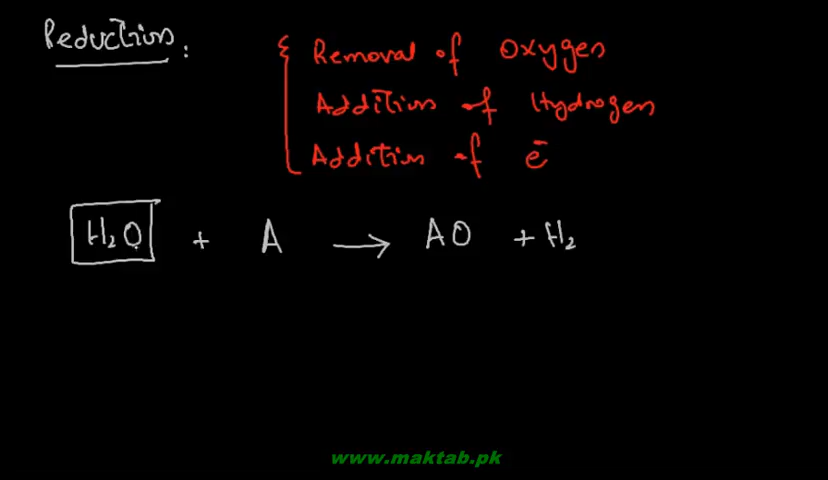 Reduction :
{ Removal of Oxygen
Addition of Hydrogen
Addition of e⁻
H₂O + A → AO + H₂
www.maktab.pk